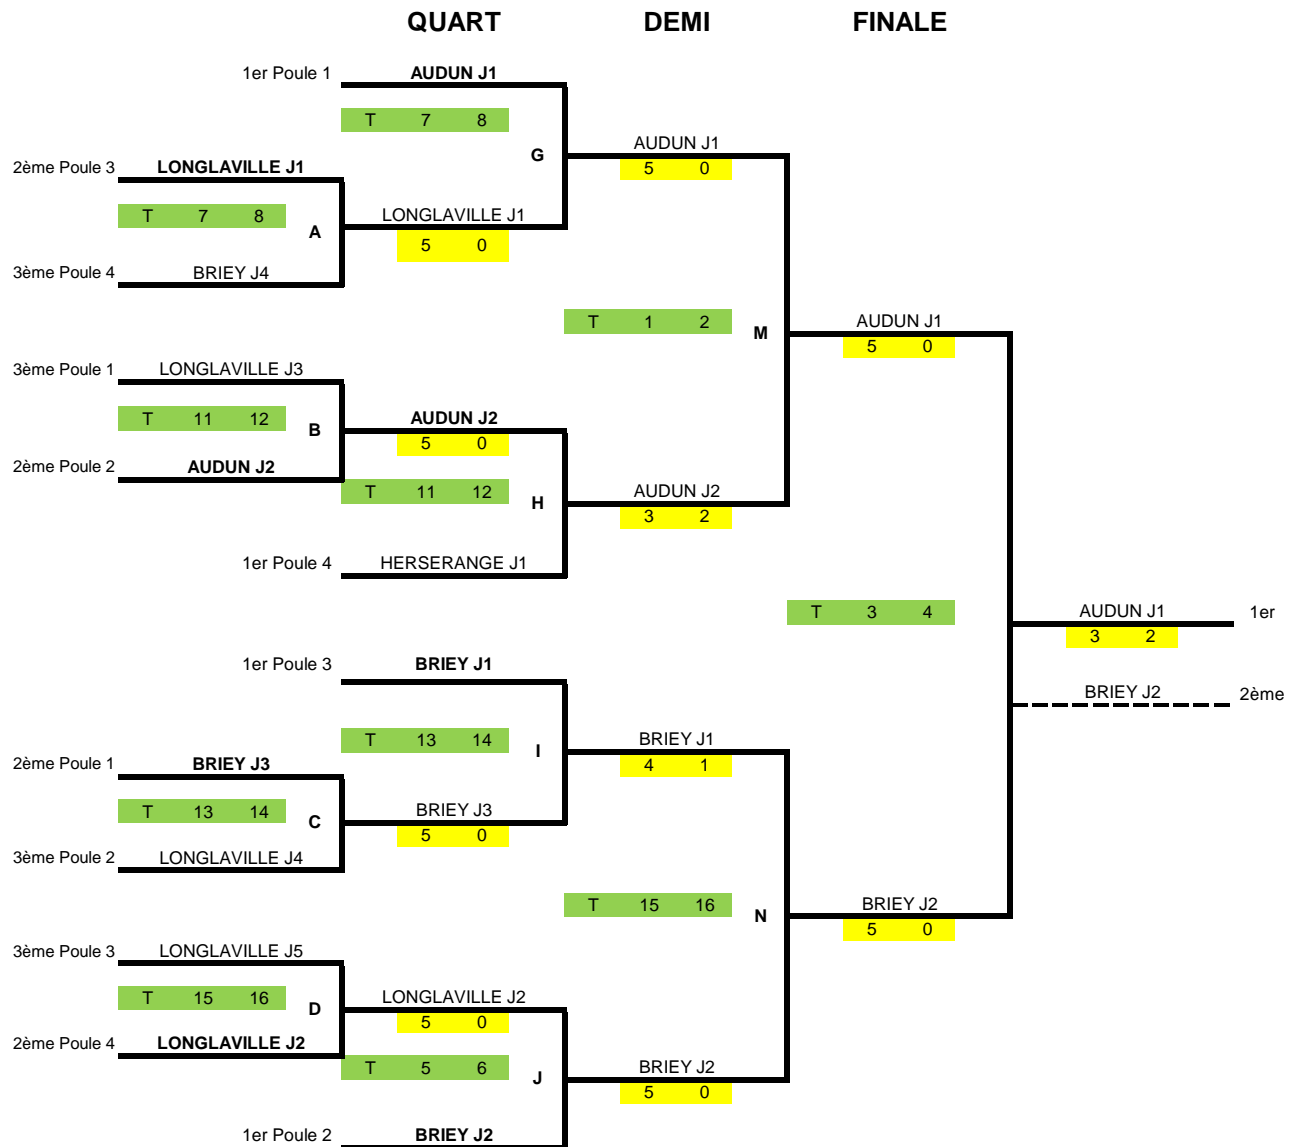 QUART DEMI FINALE
1er Poule 1 AUDUN J1
T 7 8
AUDUN J1
G
5 0
2ème Poule 3 LONGLAVILLE J1
T 7 8 LONGLAVILLE J1
A
5 0
3ème Poule 4 BRIEY J4
T 1 2 AUDUN J1
M
5 0
3ème Poule 1 LONGLAVILLE J3
T 11 12 AUDUN J2
B
5 0
2ème Poule 2 AUDUN J2
T 11 12 AUDUN J2
H
3 2
1er Poule 4 HERSERANGE J1
T 3 4 AUDUN J1 1er
3 2
1er Poule 3 BRIEY J1
BRIEY J2 2ème
T 13 14 BRIEY J1
I
4 1
2ème Poule 1 BRIEY J3
T 13 14 BRIEY J3
C
5 0
3ème Poule 2 LONGLAVILLE J4
T 15 16 BRIEY J2
N
5 0
3ème Poule 3 LONGLAVILLE J5
T 15 16 LONGLAVILLE J2
D
5 0
2ème Poule 4 LONGLAVILLE J2
T 5 6 BRIEY J2
J
5 0
1er Poule 2 BRIEY J2